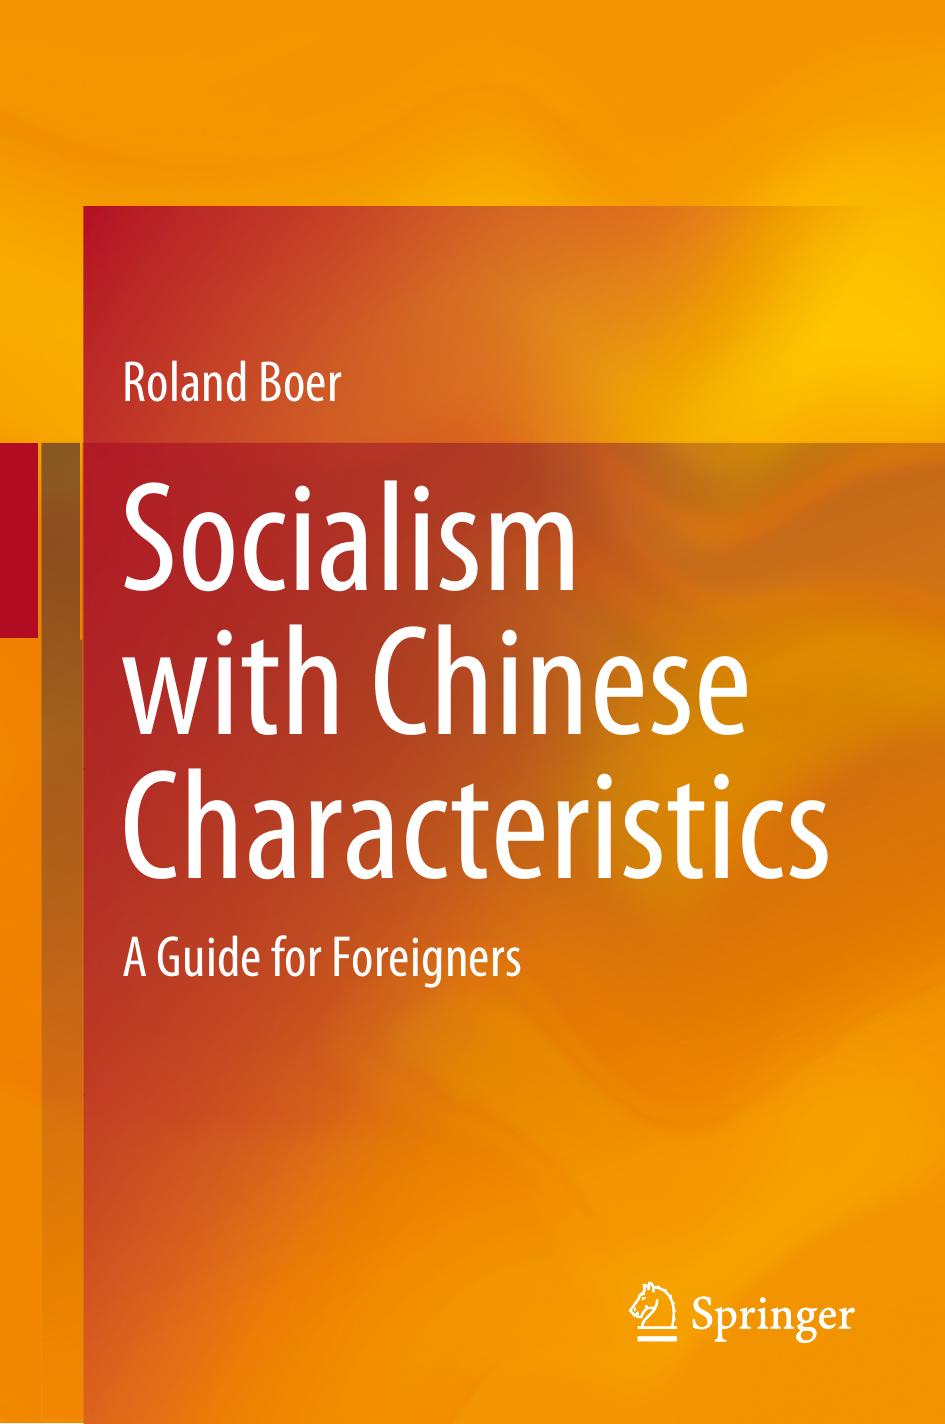 Roland Boer
Socialism
with Chinese
Characteristics
A Guide for Foreigners
Springer